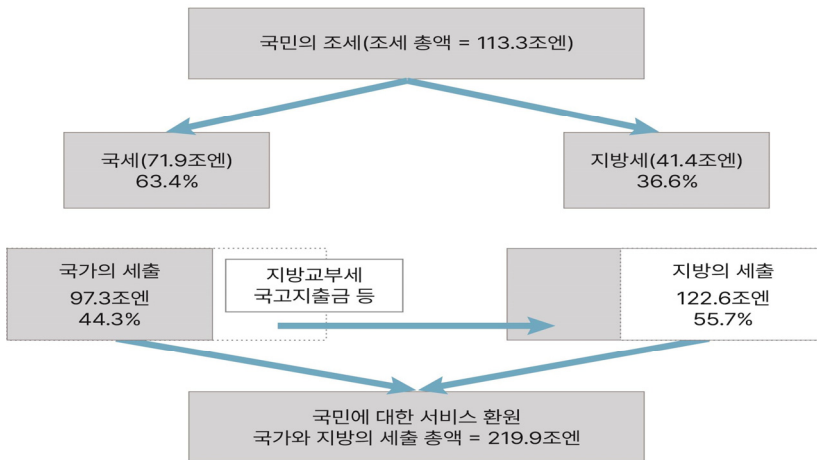 국민의 조세(조세 총액 = 113.3조엔)
국세(71.9조엔)
63.4%
지방세(41.4조엔)
36.6%
국가의 세출
97.3조엔
44.3%
지방교부세
국고지출금 등
지방의 세출
122.6조엔
55.7%
국민에 대한 서비스 환원
국가와 지방의 세출 총액 = 219.9조엔